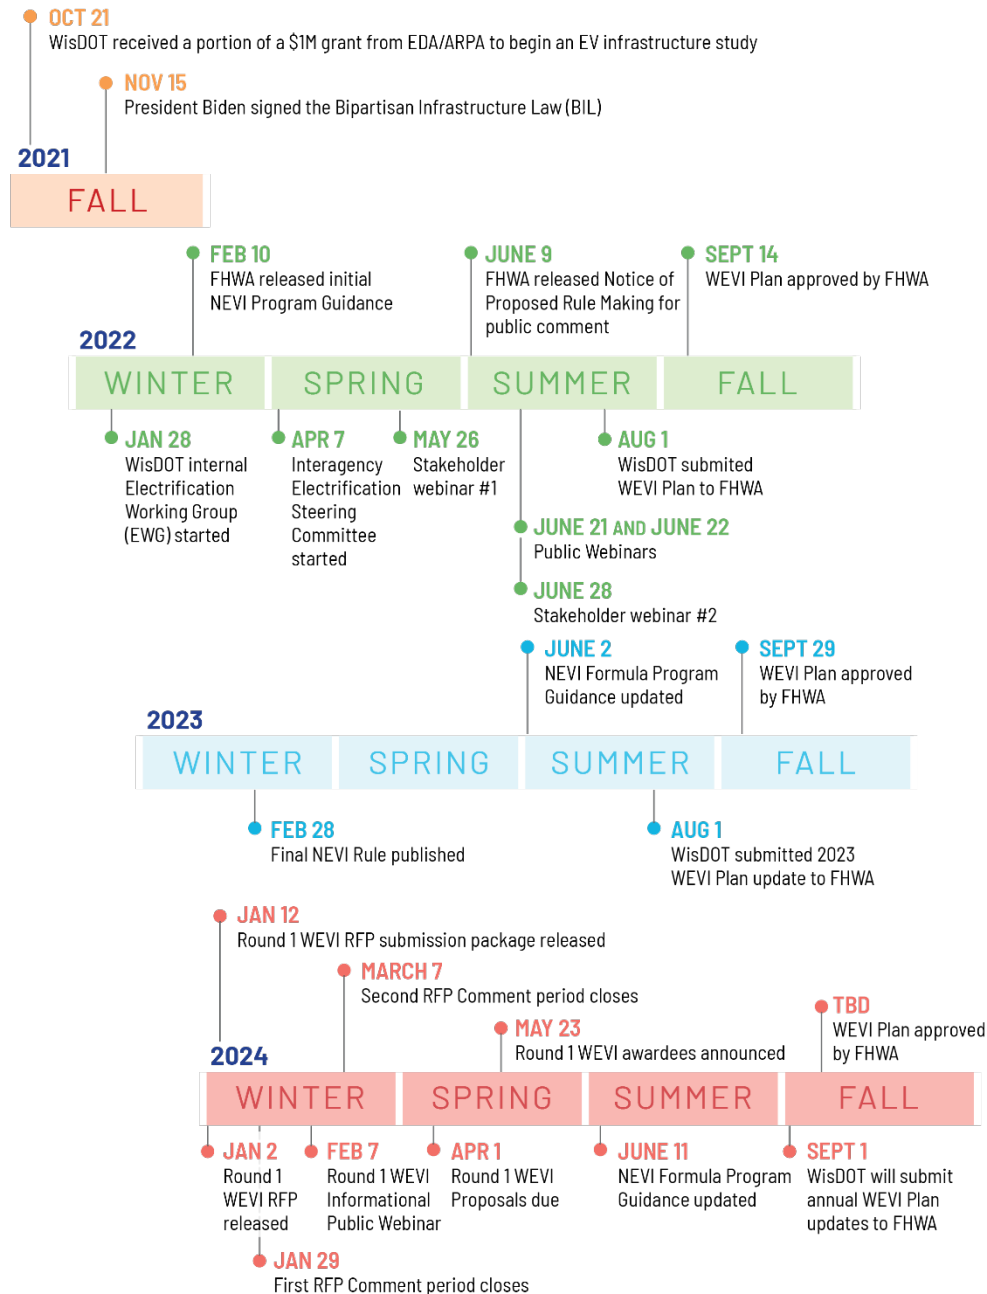 OCT 21
WisDOT received a portion of a $1M grant from EDA/ARPA to begin an EV infrastructure study
NOV 15
President Biden signed the Bipartisan Infrastructure Law (BIL)
2021
FALL
FEB 10
FHWA released initial
NEVI Program Guidance
JUNE 9
FHWA released Notice of
Proposed Rule Making for
public comment
SEPT 14
WEVI Plan approved by FHWA
2022
WINTER
SPRING
SUMMER
FALL
JAN 28
WisDOT internal
Electrification
Working Group
(EWG) started
APR 7
Interagency
Electrification
Steering
Committee
started
MAY 26
Stakeholder
webinar #1
AUG 1
WisDOT submited
WEVI Plan to FHWA
JUNE 21 AND JUNE 22
Public Webinars
JUNE 28
Stakeholder webinar #2
JUNE 2
NEVI Formula Program
Guidance updated
SEPT 29
WEVI Plan approved
by FHWA
2023
WINTER
SPRING
SUMMER
FALL
FEB 28
Final NEVI Rule published
AUG 1
WisDOT submitted 2023
WEVI Plan update to FHWA
JAN 12
Round 1 WEVI RFP submission package released
MARCH 7
Second RFP Comment period closes
MAY 23
Round 1 WEVI awardees announced
TBD
WEVI Plan approved
by FHWA
2024
WINTER
SPRING
SUMMER
FALL
JAN 2
Round 1
WEVI RFP
released
FEB 7
Round 1 WEVI
Informational
Public Webinar
APR 1
Round 1 WEVI
Proposals due
JUNE 11
NEVI Formula Program
Guidance updated
SEPT 1
WisDOT will submit
annual WEVI Plan
updates to FHWA
JAN 29
First RFP Comment period closes